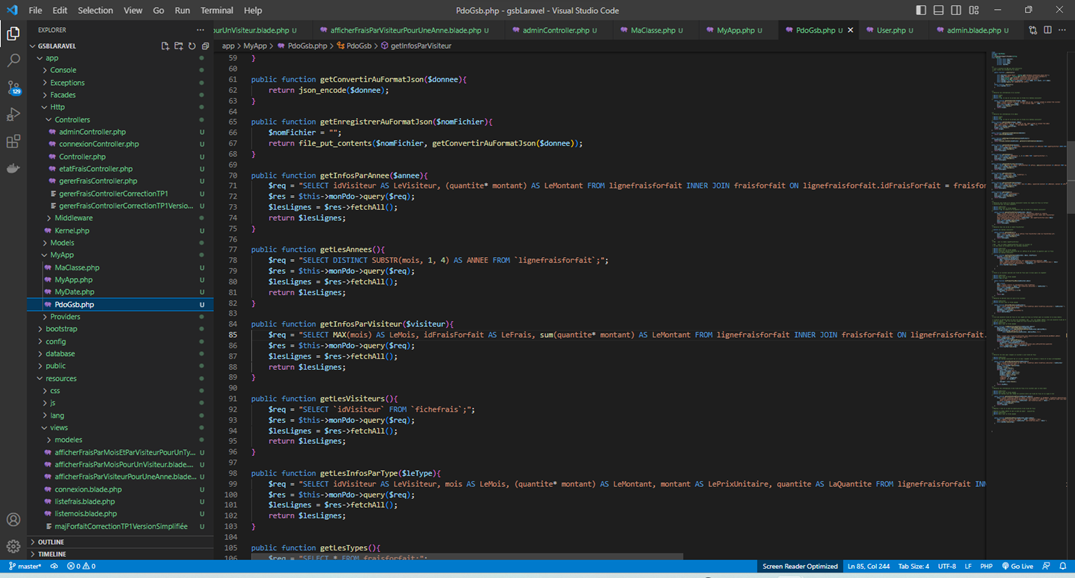 File Edit Selection View Go Run Terminal Help
PdoGsb.php - gsbLaravel - Visual Studio Code
EXPLORER
GSBLARAVEL
app
Console
Exceptions
Facades
Http
Controllers
adminController.php U
connexionController.php U
Controller.php U
etatFraisController.php U
gererFraisController.php U
gererFraisControllerCorrectionTP1 U
gererFraisControllerCorrectionTP1Versio... U
Middleware
Kernel.php U
Models
MyApp
MaClasse.php U
MyApp.php U
MyDate.php U
PdoGsb.php U
Providers
bootstrap
config
database
public
resources
css
js
lang
views
modeles
afficherFraisParMoisEtParVisiteurPourUnTy... U
afficherFraisParMoisPourUnVisiteur.blade.... U
afficherFraisParVisiteurPourUneAnne.blade... U
connexion.blade.php U
listefrais.blade.php U
listemois.blade.php U
majForfaitCorrectionTP1VersionSimplifiée U
OUTLINE
TIMELINE
129
ourUnVisiteur.blade.php U
afficherFraisParVisiteurPourUneAnne.blade.php U
adminController.php U
MaClasse.php U
MyApp.php U
PdoGsb.php U
User.php U
admin.blade.php U
app > MyApp > PdoGsb.php > PdoGsb > getInfosParVisiteur
59 }
60
61 public function getConvertirAuFormatJson($donnee){
62 return json_encode($donnee);
63 }
64
65 public function getEnregistrerAuFormatJson($nomFichier){
66 $nomFichier = "";
67 return file_put_contents($nomFichier, getConvertirAuFormatJson($donnee));
68 }
69
70 public function getInfosParAnnee($annee){
71 $req = "SELECT idVisiteur AS LeVisiteur, (quantite* montant) AS LeMontant FROM lignefraisforfait INNER JOIN fraisforfait ON lignefraisforfait.idFraisForfait = fraisfor
72 $res = $this->monPdo->query($req);
73 $lesLignes = $res->fetchAll();
74 return $lesLignes;
75 }
76
77 public function getLesAnnees(){
78 $req = "SELECT DISTINCT SUBSTR(mois, 1, 4) AS ANNEE FROM `lignefraisforfait`;";
79 $res = $this->monPdo->query($req);
80 $lesLignes = $res->fetchAll();
81 return $lesLignes;
82 }
83
84 public function getInfosParVisiteur($visiteur){
85 $req = "SELECT MAX(mois) AS LeMois, idFraisForfait AS LeFrais, sum(quantite* montant) AS LeMontant FROM lignefraisforfait INNER JOIN fraisforfait ON lignefraisforfait.
86 $res = $this->monPdo->query($req);
87 $lesLignes = $res->fetchAll();
88 return $lesLignes;
89 }
90
91 public function getLesVisiteurs(){
92 $req = "SELECT `idVisiteur` FROM `fichefrais`;";
93 $res = $this->monPdo->query($req);
94 $lesLignes = $res->fetchAll();
95 return $lesLignes;
96 }
97
98 public function getLesInfosParType($leType){
99 $req = "SELECT idVisiteur AS LeVisiteur, mois AS LeMois, (quantite* montant) AS LeMontant, montant AS LePrixUnitaire, quantite AS LaQuantite FROM lignefraisforfait INN
100 $res = $this->monPdo->query($req);
101 $lesLignes = $res->fetchAll();
102 return $lesLignes;
103 }
104
105 public function getLesTypes(){
106 $req = "SELECT * FROM fraisforfait;";
master* 0 0
Screen Reader Optimized Ln 85, Col 244 Tab Size: 4 UTF-8 LF PHP Go Live